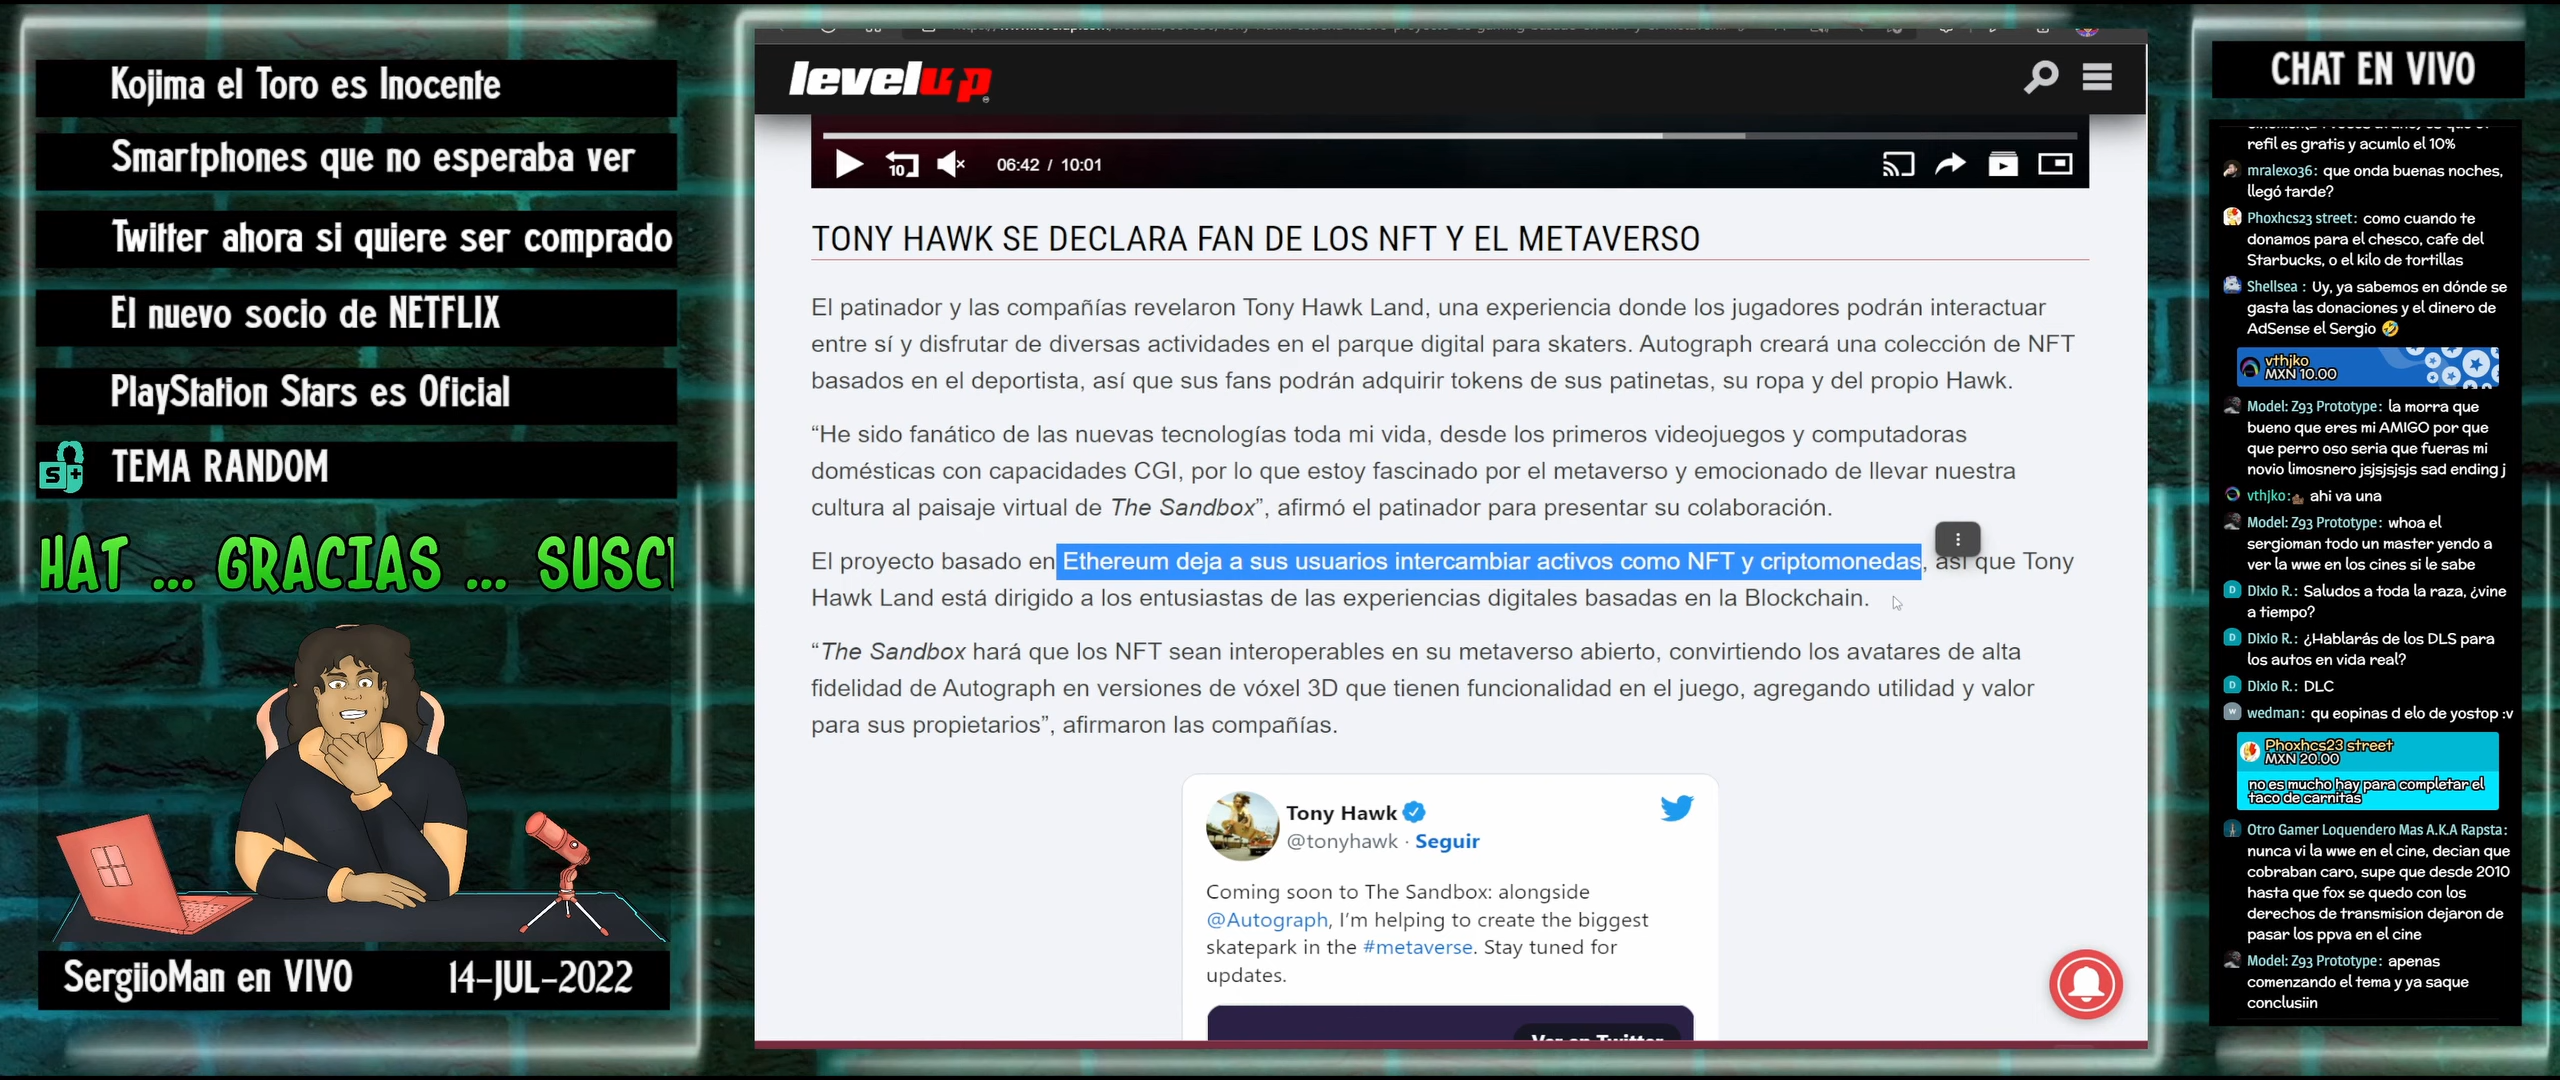 Kojima el Toro es Inocente
Smartphones que no esperaba ver
Twitter ahora si quiere ser comprado
El nuevo socio de NETFLIX
PlayStation Stars es Oficial
S+
TEMA RANDOM
HAT ... GRACIAS ... SUSC
SergiioMan en VIVO
14-JUL-2022
levelup
10
06:42 / 10:01
TONY HAWK SE DECLARA FAN DE LOS NFT Y EL METAVERSO
El patinador y las compañías revelaron Tony Hawk Land, una experiencia donde los jugadores podrán interactuar
entre sí y disfrutar de diversas actividades en el parque digital para skaters. Autograph creará una colección de NFT
basados en el deportista, así que sus fans podrán adquirir tokens de sus patinetas, su ropa y del propio Hawk.
“He sido fanático de las nuevas tecnologías toda mi vida, desde los primeros videojuegos y computadoras
domésticas con capacidades CGI, por lo que estoy fascinado por el metaverso y emocionado de llevar nuestra
cultura al paisaje virtual de The Sandbox”, afirmó el patinador para presentar su colaboración.
El proyecto basado en Ethereum deja a sus usuarios intercambiar activos como NFT y criptomonedas, así que Tony
Hawk Land está dirigido a los entusiastas de las experiencias digitales basadas en la Blockchain.
“The Sandbox hará que los NFT sean interoperables en su metaverso abierto, convirtiendo los avatares de alta
fidelidad de Autograph en versiones de vóxel 3D que tienen funcionalidad en el juego, agregando utilidad y valor
para sus propietarios”, afirmaron las compañías.
Tony Hawk
@tonyhawk · Seguir
Coming soon to The Sandbox: alongside
@Autograph, I’m helping to create the biggest
skatepark in the #metaverse. Stay tuned for
updates.
Ver en Twitter
CHAT EN VIVO
refil es gratis y acumlo el 10%
mralexo36: que onda buenas noches,
llegó tarde?
Phoxhcs23 street: como cuando te
donamos para el chesco, cafe del
Starbucks, o el kilo de tortillas
Shellsea : Uy, ya sabemos en dónde se
gasta las donaciones y el dinero de
AdSense el Sergio 🤣
vthjko
MXN 10.00
Model: Z93 Prototype: la morra que
bueno que eres mi AMIGO por que
que perro oso seria que fueras mi
novio limosnero jsjsjsjsjs sad ending j
vthjko: ahi va una
Model: Z93 Prototype: whoa el
sergioman todo un master yendo a
ver la wwe en los cines si le sabe
D DIxIo R.: Saludos a toda la raza, ¿vine
a tiempo?
D DIxIo R.: ¿Hablarás de los DLS para
los autos en vida real?
D DIxIo R.: DLC
w wedman: qu eopinas d elo de yostop :v
Phoxhcs23 street
MXN 20.00
no es mucho hay para completar el
taco de carnitas
Otro Gamer Loquendero Mas A.K.A Rapsta:
nunca vi la wwe en el cine, decian que
cobraban caro, supe que desde 2010
hasta que fox se quedo con los
derechos de transmision dejaron de
pasar los ppva en el cine
Model: Z93 Prototype: apenas
comenzando el tema y ya saque
conclusiin